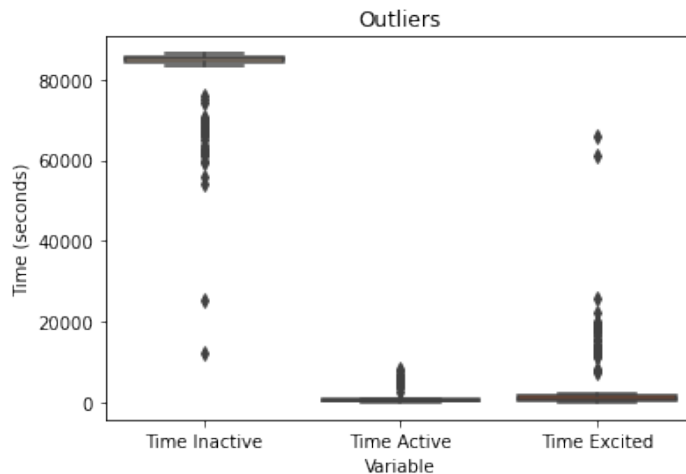 Outliers
Time (seconds)
80000
60000
40000
20000
0
Time Inactive
Time Active
Time Excited
Variable